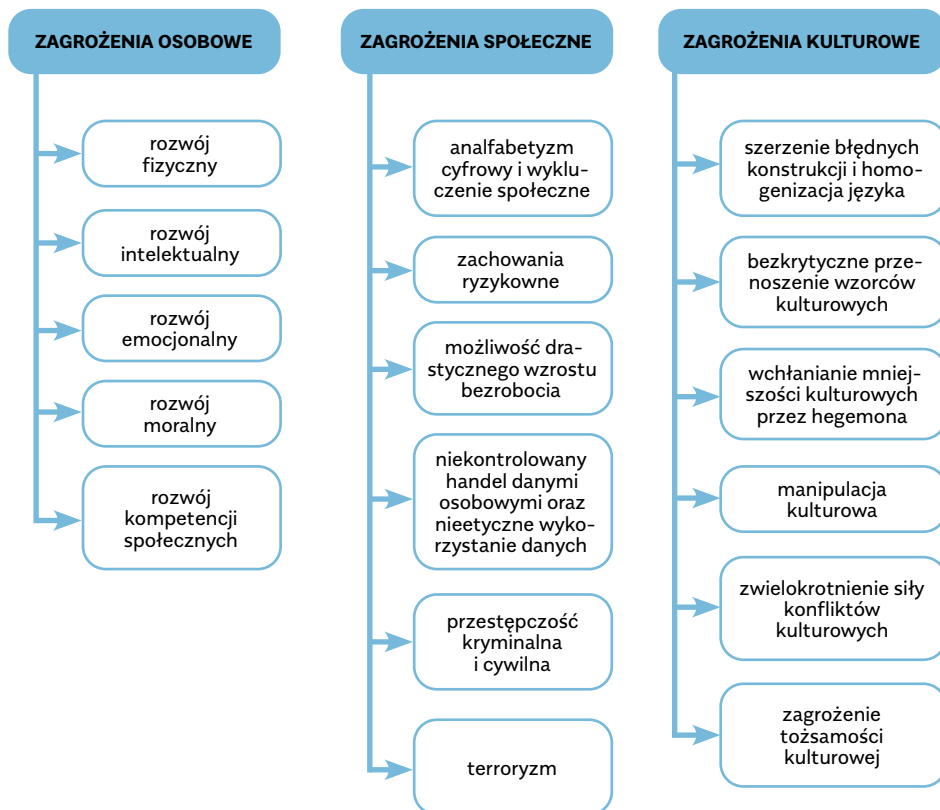 ZAGROŻENIA OSOBOWE
rozwój
fizyczny
rozwój
intelektualny
rozwój
emocjonalny
rozwój
moralny
rozwój
kompetencji
społecznych
ZAGROŻENIA SPOŁECZNE
analfabetyzm
cyfrowy i wyklu-
czenie społeczne
zachowania
ryzykowne
możliwość dra-
stycznego wzrostu
bezrobocia
niekontrolowany
handel danymi
osobowymi oraz
nieetyczne wyko-
rzystanie danych
przestępczość
kryminalna
i cywilna
terroryzm
ZAGROŻENIA KULTUROWE
szerzenie błędnych
konstrukcji i homo-
genizacja języka
bezkrytyczne prze-
noszenie wzorców
kulturowych
wchłanianie mniej-
szości kulturowych
przez hegemona
manipulacja
kulturowa
zwielokrotnienie siły
konfliktów
kulturowych
zagrożenie
tożsamości
kulturowej